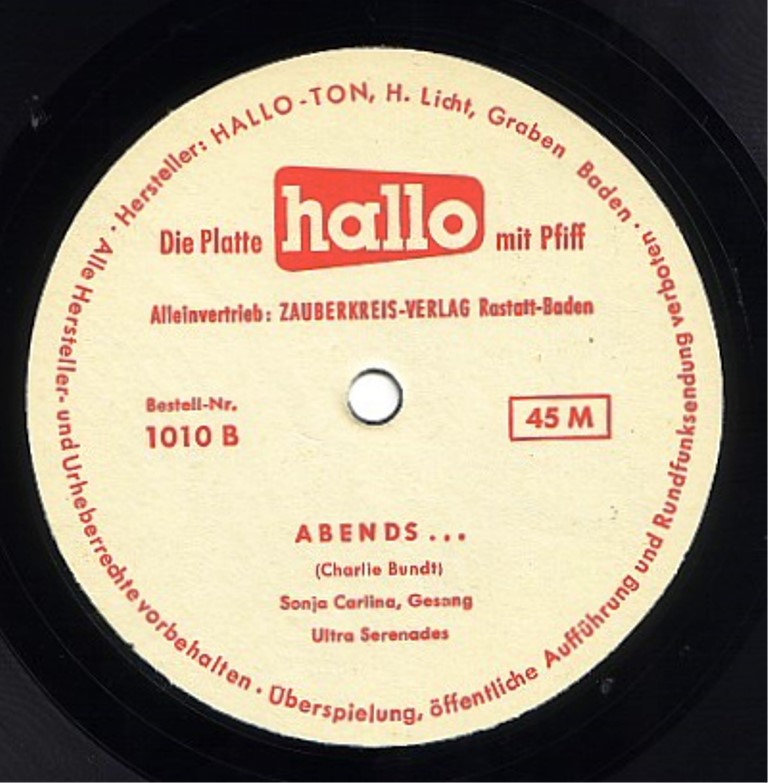 Hersteller: HALLO-TON, H. Licht, Graben Baden · Alle Hersteller- und Urheberrechte vorbehalten · Überspielung, öffentliche Aufführung und Rundfunksendung verboten ·
Die Platte hallo mit Pfiff
Alleinvertrieb: ZAUBERKREIS-VERLAG Rastatt-Baden
Bestell-Nr.
1010 B
45 M
ABENDS ...
(Charlie Bundt)
Sonja Carlina, Gesang
Ultra Serenades